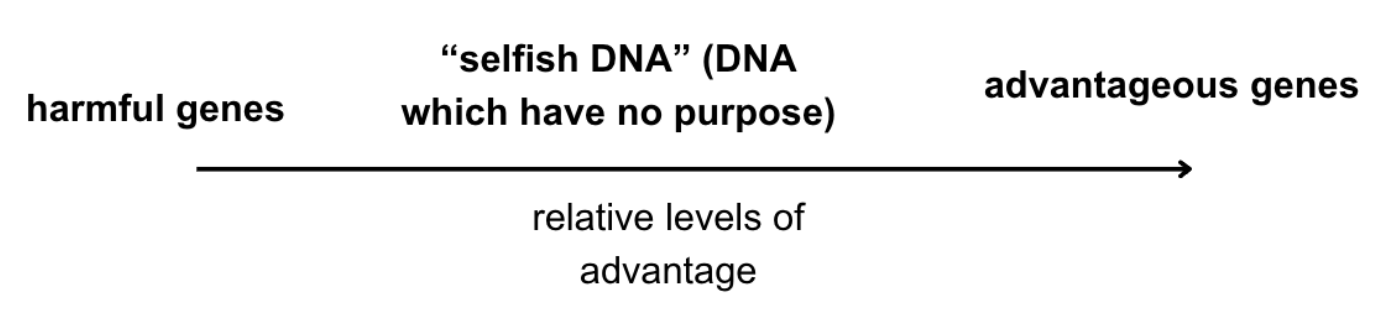 harmful genes
“selfish DNA” (DNA
which have no purpose)
advantageous genes
relative levels of
advantage